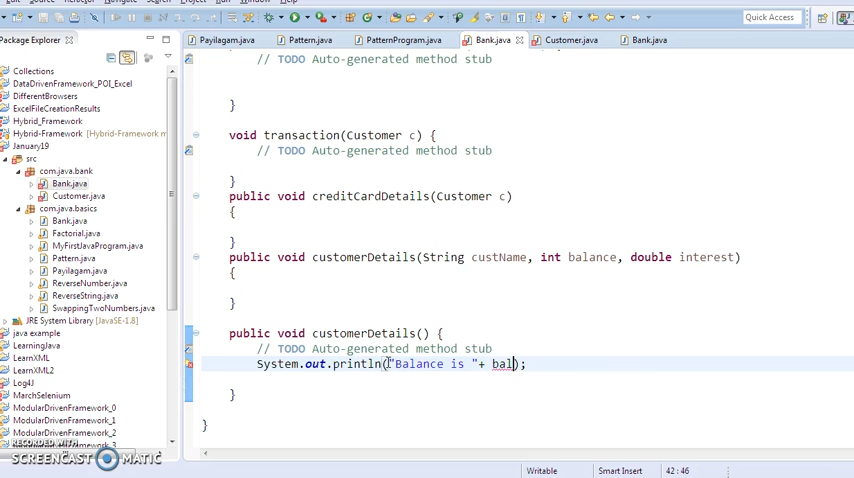 Quick Access
Package Explorer
Payilagam.java
Pattern.java
PatternProgram.java
Bank.java
Customer.java
Bank.java
Collections
DataDrivenFramework_POI_Excel
DifferentBrowsers
ExcelFileCreationResults
Hybrid_Framework
Hybrid-Framework [Hybrid-Framework m
January19
src
com.java.bank
Bank.java
Customer.java
com.java.basics
Bank.java
Factorial.java
MyFirstJavaProgram.java
Pattern.java
Payilagam.java
ReverseNumber.java
ReverseString.java
SwappingTwoNumbers.java
JRE System Library [JavaSE-1.8]
java example
LearningJava
LearnXML
LearnXML2
Log4J
MarchSelenium
ModularDrivenFramework_0
ModularDrivenFramework_1
ModularDrivenFramework_2
// TODO Auto-generated method stub
}
void transaction(Customer c) {
// TODO Auto-generated method stub
}
public void creditCardDetails(Customer c)
{
}
public void customerDetails(String custName, int balance, double interest)
{
}
public void customerDetails() {
// TODO Auto-generated method stub
System.out.println("Balance is "+ bal);
}
}
RECORDED WITH
SCREENCAST MATIC
Writable
Smart Insert
42 : 46